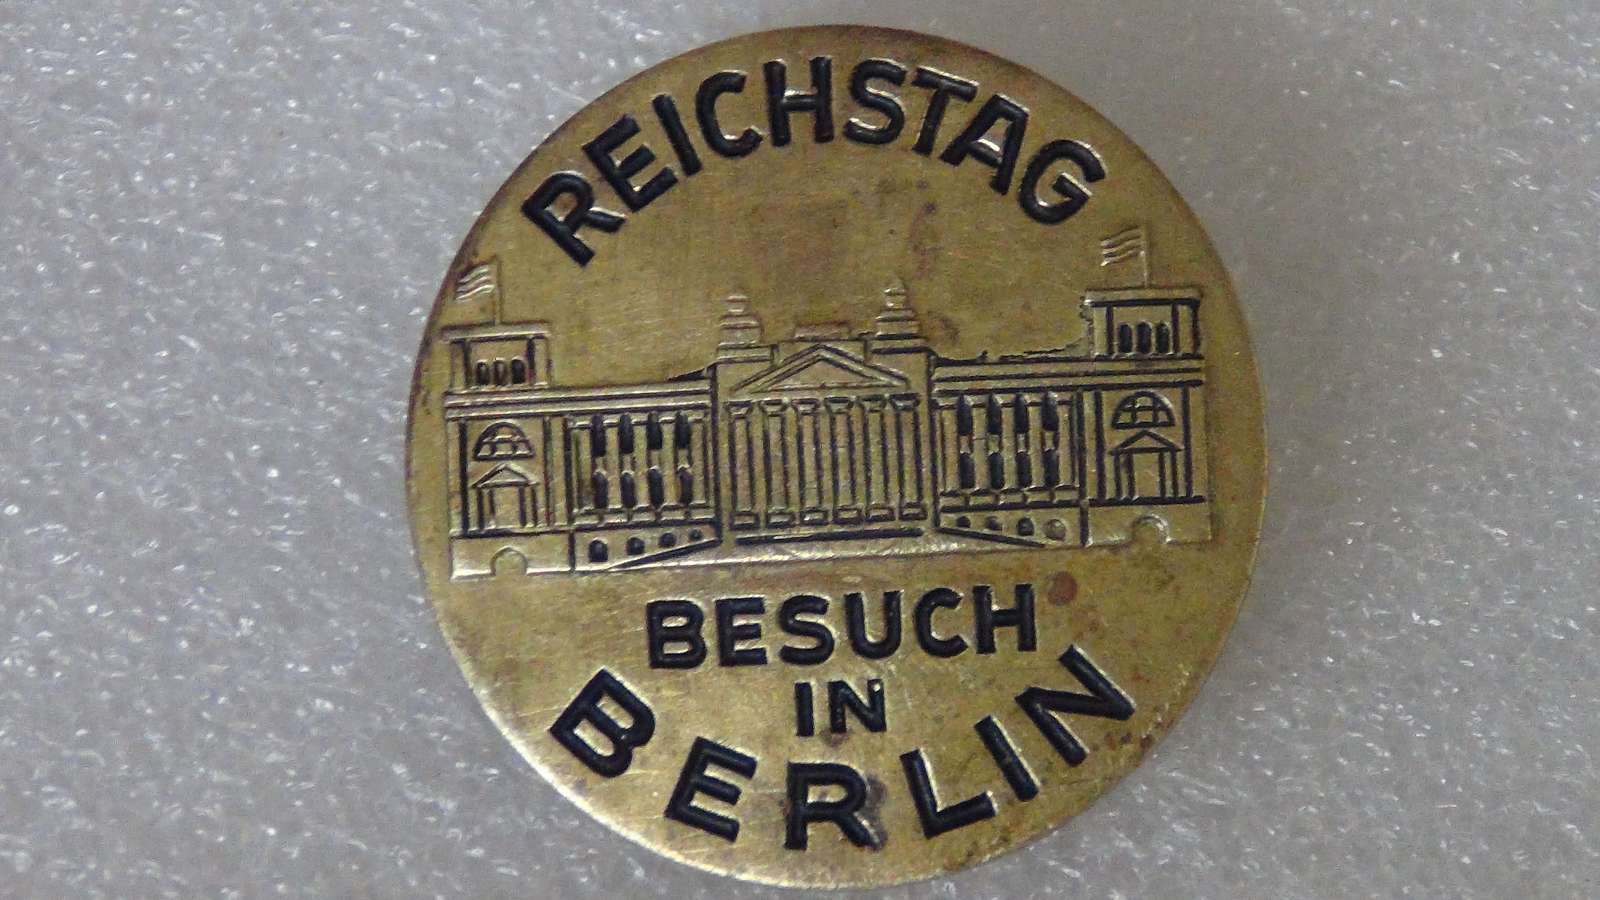 REICHSTAG
BESUCH
IN
BERLIN